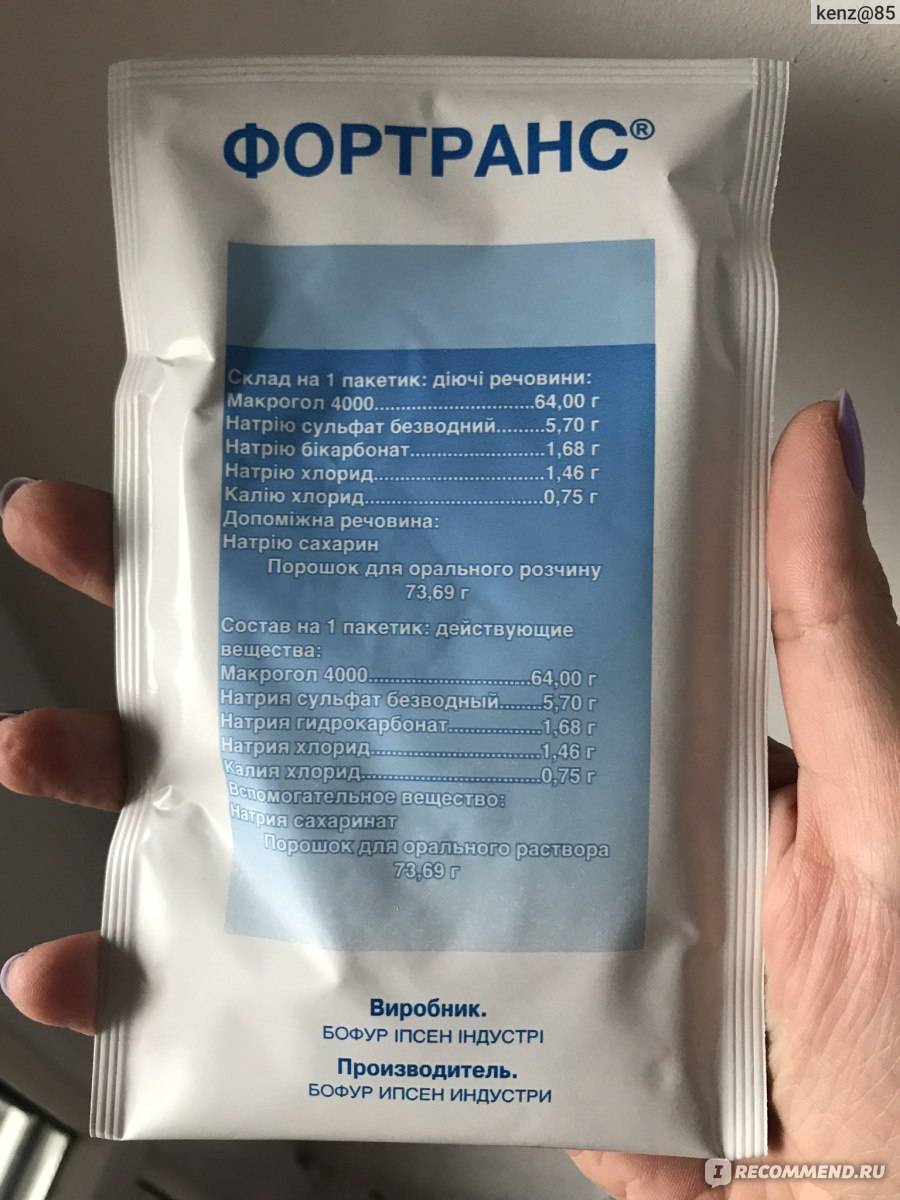 kenz@85
ФОРТРАНС®
Склад на 1 пакетик: діючі речовини:
Макрогол 4000..............................64,00 г
Натрію сульфат безводний.........5,70 г
Натрію бікарбонат.........................1,68 г
Натрію хлорид................................1,46 г
Калію хлорид..................................0,75 г
Допоміжна речовина:
Натрію сахарин
Порошок для орального розчину
73,69 г
Состав на 1 пакетик: действующие
вещества:
Макрогол 4000..............................64,00 г
Натрия сульфат безводный........5,70 г
Натрия гидрокарбонат..................1,68 г
Натрия хлорид................................1,46 г
Калия хлорид..................................0,75 г
Вспомогательное вещество:
Натрия сахаринат
Порошок для орального раствора
73,69 г
Виробник.
БОФУР ІПСЕН ІНДУСТРІ
Производитель.
БОФУР ИПСЕН ИНДУСТРИ
I RECOMMEND.RU